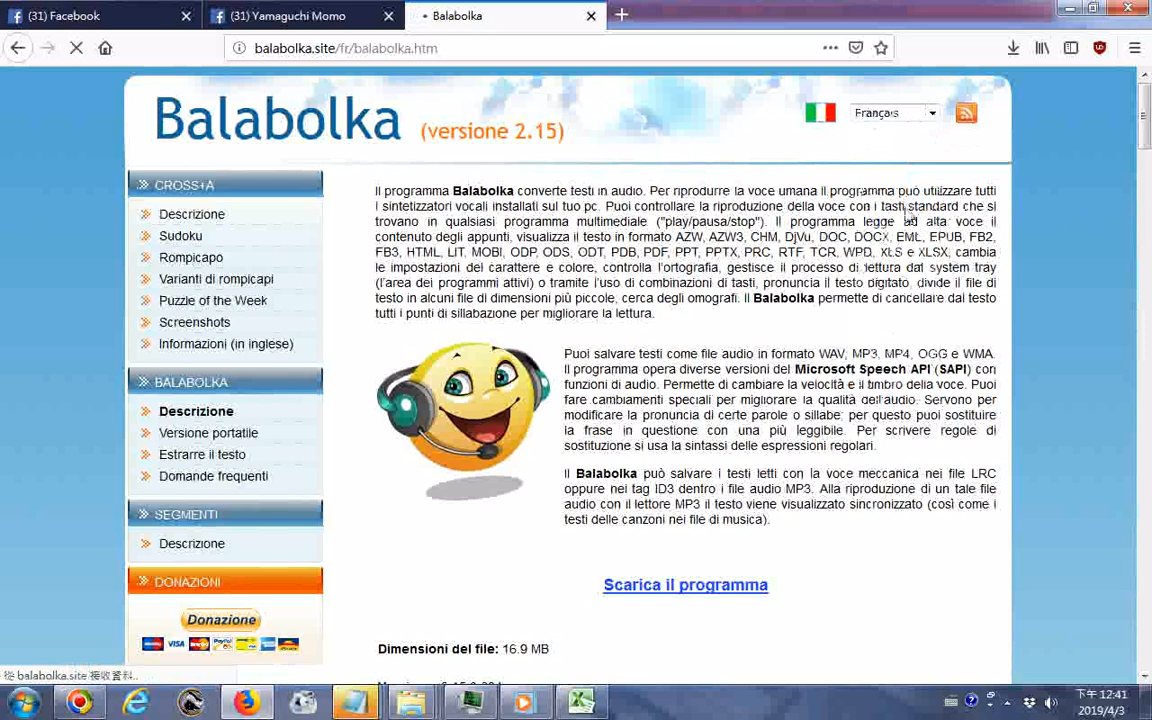 (31) Facebook
(31) Yamaguchi Momo
Balabolka
balabolka.site/fr/balabolka.htm
Balabolka (versione 2.15)
Français
CROSS+A
Descrizione
Sudoku
Rompicapo
Varianti di rompicapi
Puzzle of the Week
Screenshots
Informazioni (in inglese)
BALABOLKA
Descrizione
Versione portatile
Estrarre il testo
Domande frequenti
SEGMENTI
Descrizione
DONAZIONI
Donazione
VISA
PayPal
Il programma Balabolka converte testi in audio. Per riprodurre la voce umana il programma può utilizzare tutti
i sintetizzatori vocali installati sul tuo pc. Puoi controllare la riproduzione della voce con i tasti standard che si
trovano in qualsiasi programma multimediale ("play/pausa/stop"). Il programma legge ad alta voce il
contenuto degli appunti, visualizza il testo in formato AZW, AZW3, CHM, DjVu, DOC, DOCX, EML, EPUB, FB2,
FB3, HTML, LIT, MOBI, ODP, ODS, ODT, PDB, PDF, PPT, PPTX, PRC, RTF, TCR, WPD, XLS e XLSX, cambia
le impostazioni del carattere e colore, controlla l'ortografia, gestisce il processo di lettura dal system tray
(l'area dei programmi attivi) o tramite l'uso di combinazioni di tasti, pronuncia il testo digitato, divide il file di
testo in alcuni file di dimensioni più piccole, cerca degli omografi. Il Balabolka permette di cancellare dal testo
tutti i punti di sillabazione per migliorare la lettura.
Puoi salvare testi come file audio in formato WAV, MP3, MP4, OGG e WMA.
Il programma opera diverse versioni del Microsoft Speech API (SAPI) con
funzioni di audio. Permette di cambiare la velocità e il timbro della voce. Puoi
fare cambiamenti speciali per migliorare la qualità dell'audio. Servono per
modificare la pronuncia di certe parole o sillabe; per questo puoi sostituire
la frase in questione con una più leggibile. Per scrivere regole di
sostituzione si usa la sintassi delle espressioni regolari.
Il Balabolka può salvare i testi letti con la voce meccanica nei file LRC
oppure nei tag ID3 dentro i file audio MP3. Alla riproduzione di un tale file
audio con il lettore MP3 il testo viene visualizzato sincronizzato (così come i
testi delle canzoni nei file di musica).
Scarica il programma
Dimensioni del file: 16.9 MB
從 balabolka.site 接收資料..
下午 12:41
2019/4/3